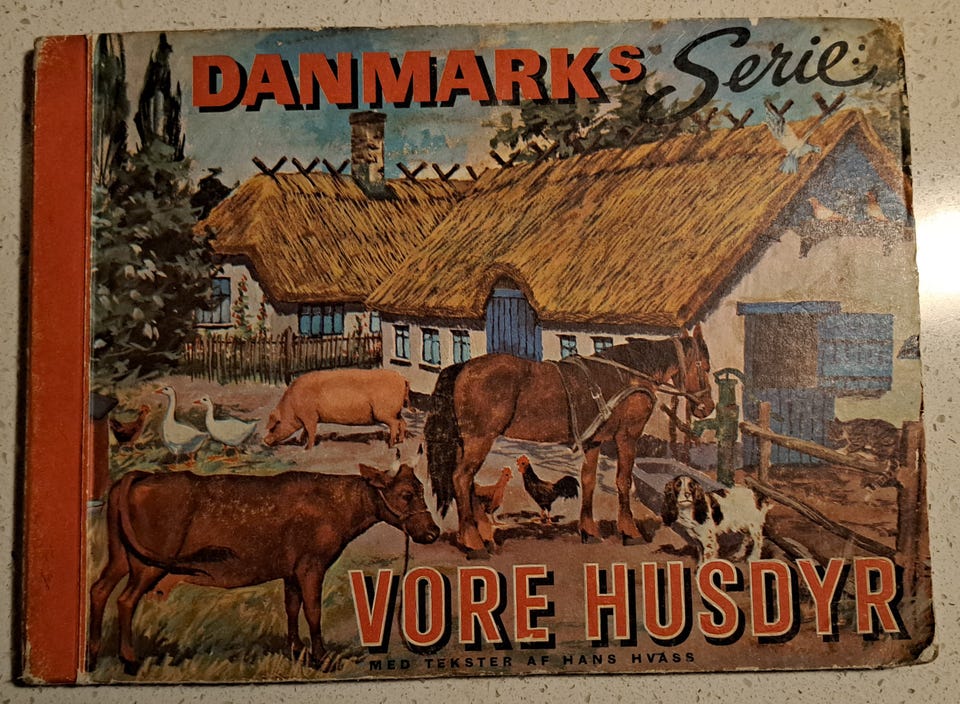 DANMARKs Serie:
VORE HUSDYR
MED TEKSTER AF HANS HVASS